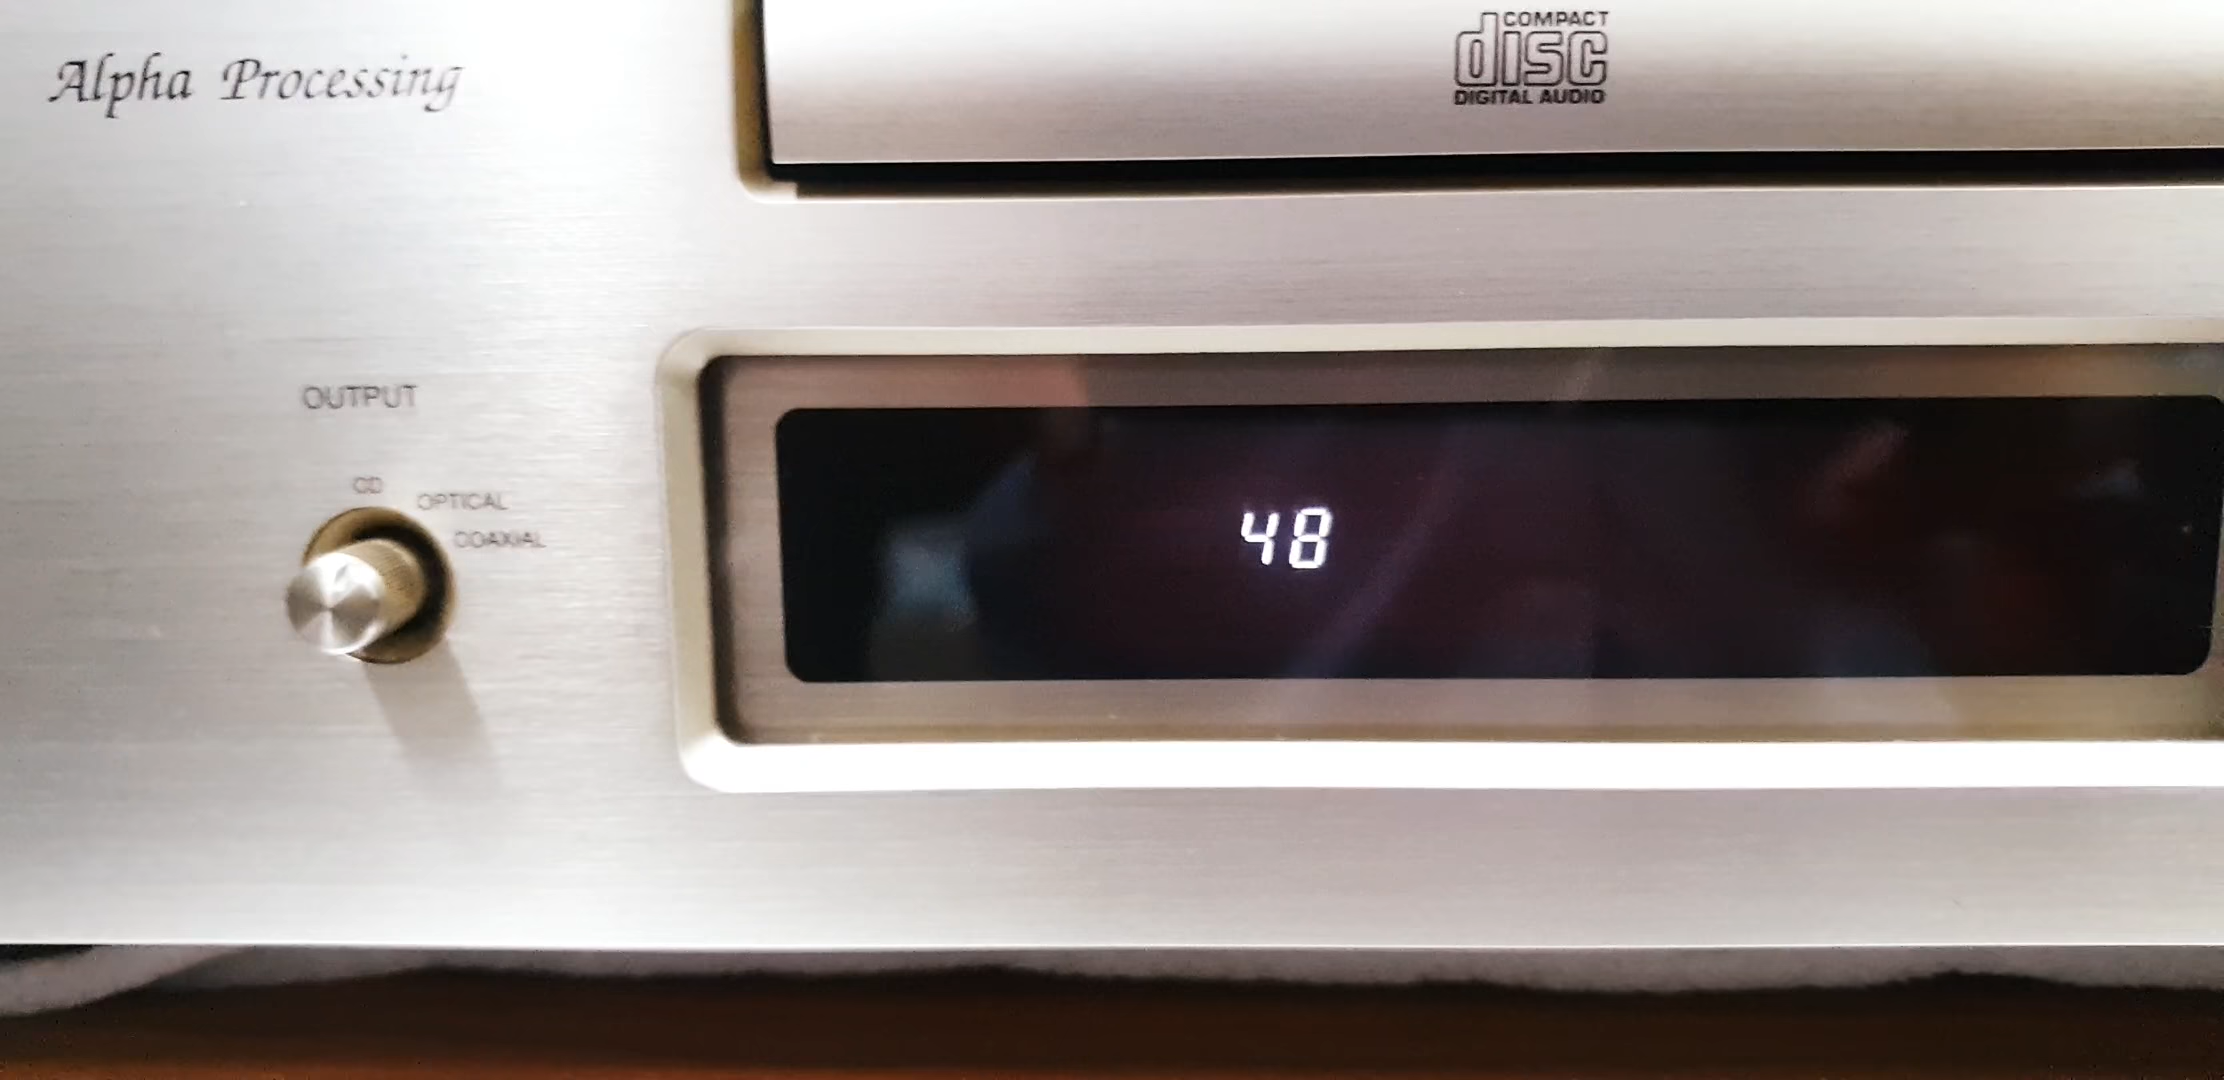 Alpha Processing
COMPACT
disc
DIGITAL AUDIO
OUTPUT
CD
OPTICAL
COAXIAL
48